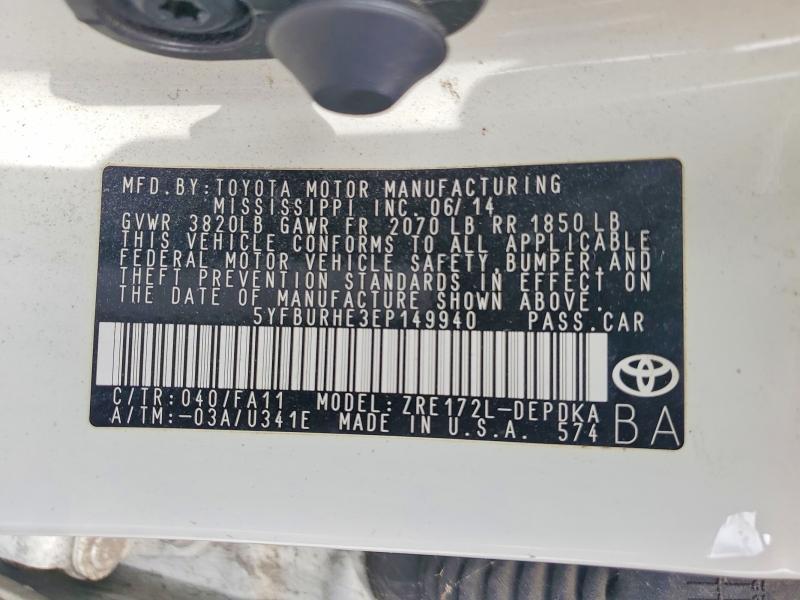 MFD.BY:TOYOTA MOTOR MANUFACTURING
MISSISSIPPI INC. 06/14
GVWR 3820LB GAWR FR 2070 LB RR 1850 LB
THIS VEHICLE CONFORMS TO ALL APPLICABLE
FEDERAL MOTOR VEHICLE SAFETY,BUMPER,AND
THEFT PREVENTION STANDARDS IN EFFECT ON
THE DATE OF MANUFACTURE SHOWN ABOVE.
5YFBURHE3EP149940 PASS.CAR
C/TR:040/FA11 MODEL:ZRE172L-DEPDKA
A/TM:-03A/U341E MADE IN U.S.A. 574
BA